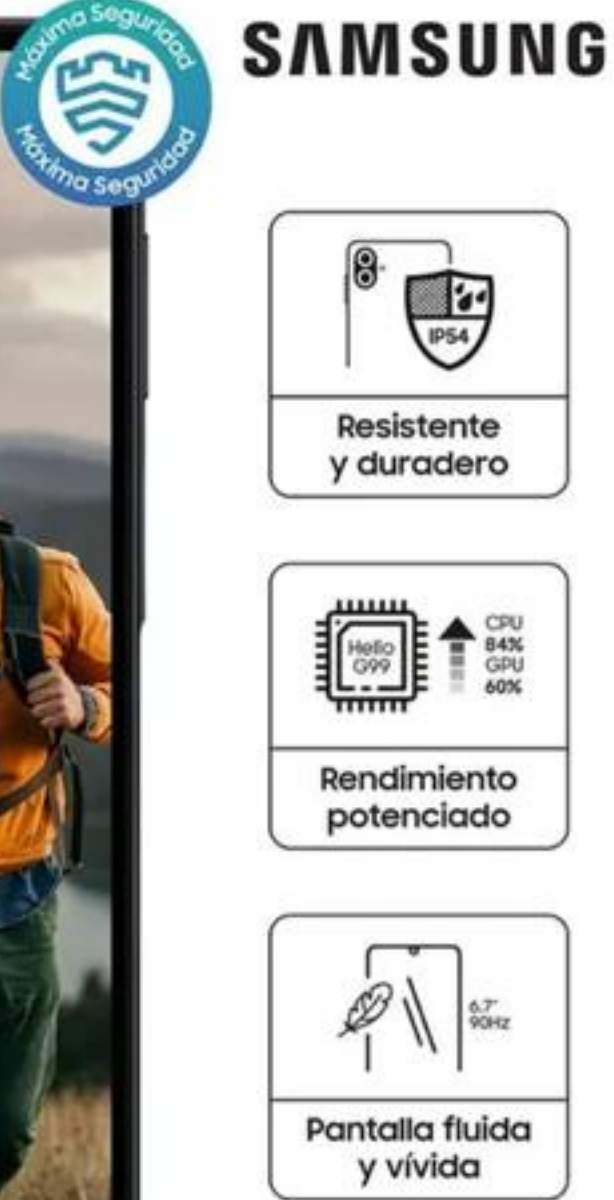 Máxima Seguridad
Máxima Seguridad
SAMSUNG
IP54
Resistente
y duradero
Hello
G99
CPU
84%
GPU
60%
Rendimiento
potenciado
6.7"
90Hz
Pantalla fluida
y vívida